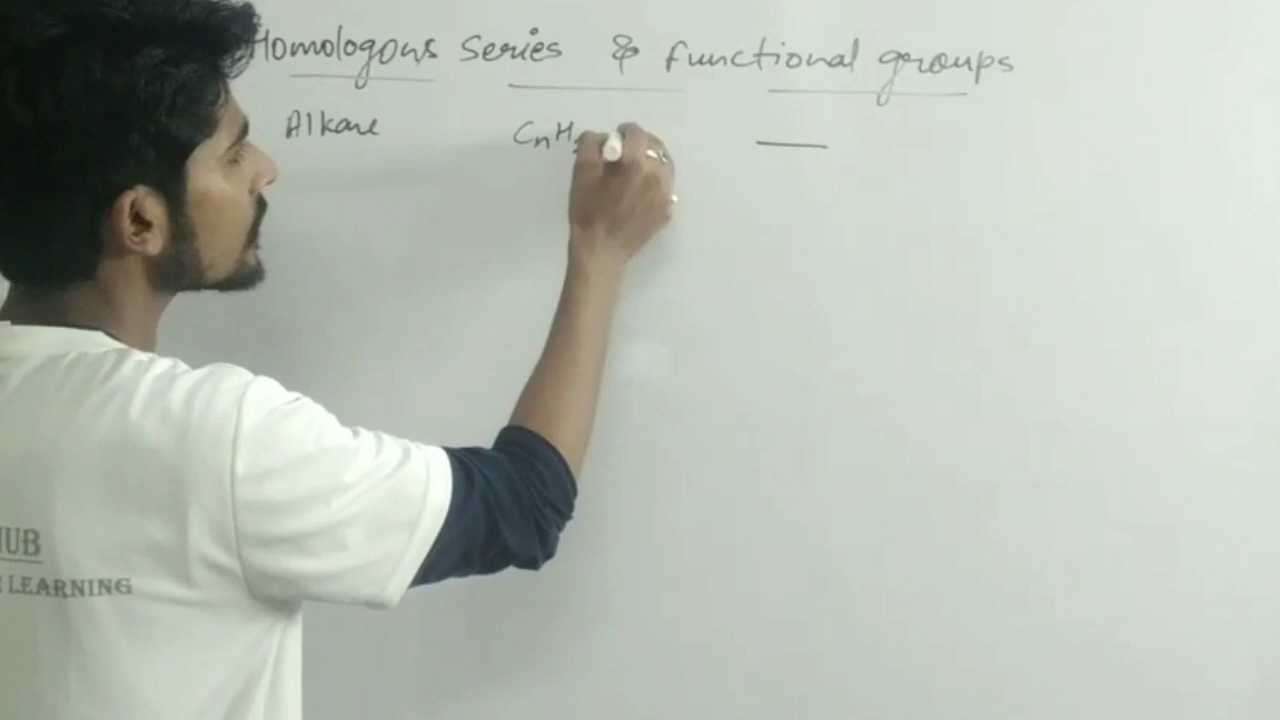 Homologous Series & functional groups
Alkane CnH2 —
HUB
LEARNING